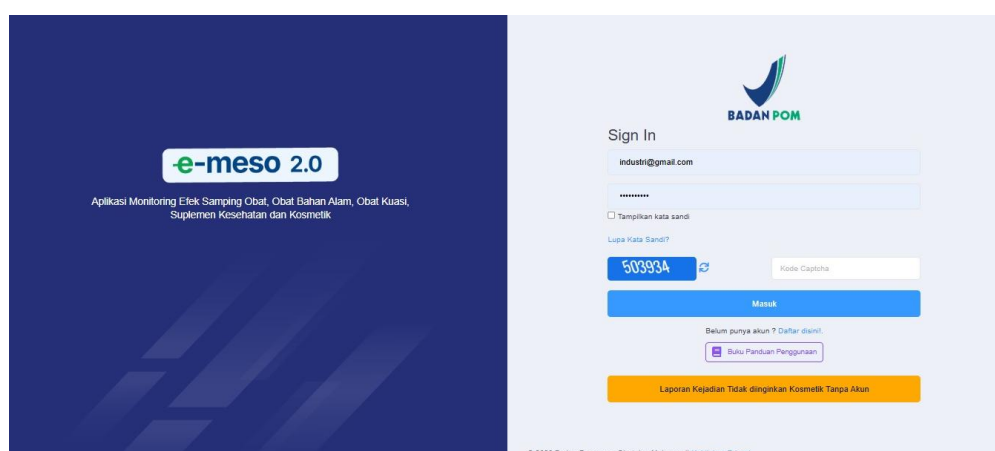 e-meso 2.0
Aplikasi Monitoring Efek Samping Obat, Obat Bahan Alam, Obat Kuasi,
Suplemen Kesehatan dan Kosmetik
BADAN POM
Sign In
industri@gmail.com
••••••••••
Tampilkan kata sandi
Lupa Kata Sandi?
503934
Kode Captcha
Masuk
Belum punya akun ? Daftar disini!.
Buku Panduan Penggunaan
Laporan Kejadian Tidak diinginkan Kosmetik Tanpa Akun